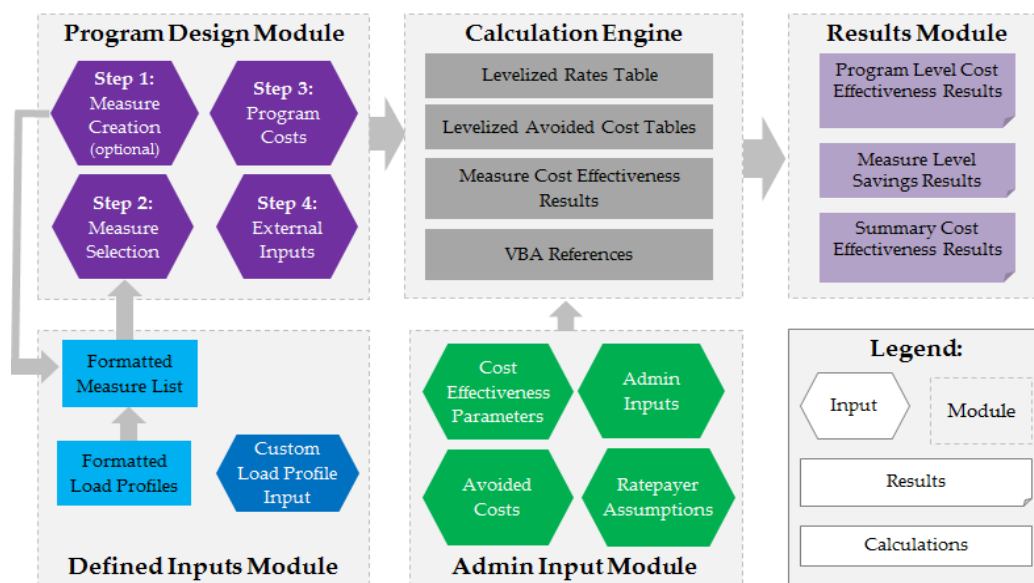 Program Design Module
Step 1:
Measure
Creation
(optional)
Step 3:
Program
Costs
Step 2:
Measure
Selection
Step 4:
External
Inputs
Calculation Engine
Levelized Rates Table
Levelized Avoided Cost Tables
Measure Cost Effectiveness
Results
VBA References
Results Module
Program Level Cost
Effectiveness Results
Measure Level
Savings Results
Summary Cost
Effectiveness Results
Formatted
Measure List
Formatted
Load Profiles
Custom
Load Profile
Input
Defined Inputs Module
Cost
Effectiveness
Parameters
Admin
Inputs
Avoided
Costs
Ratepayer
Assumptions
Admin Input Module
Legend:
Input
Module
Results
Calculations